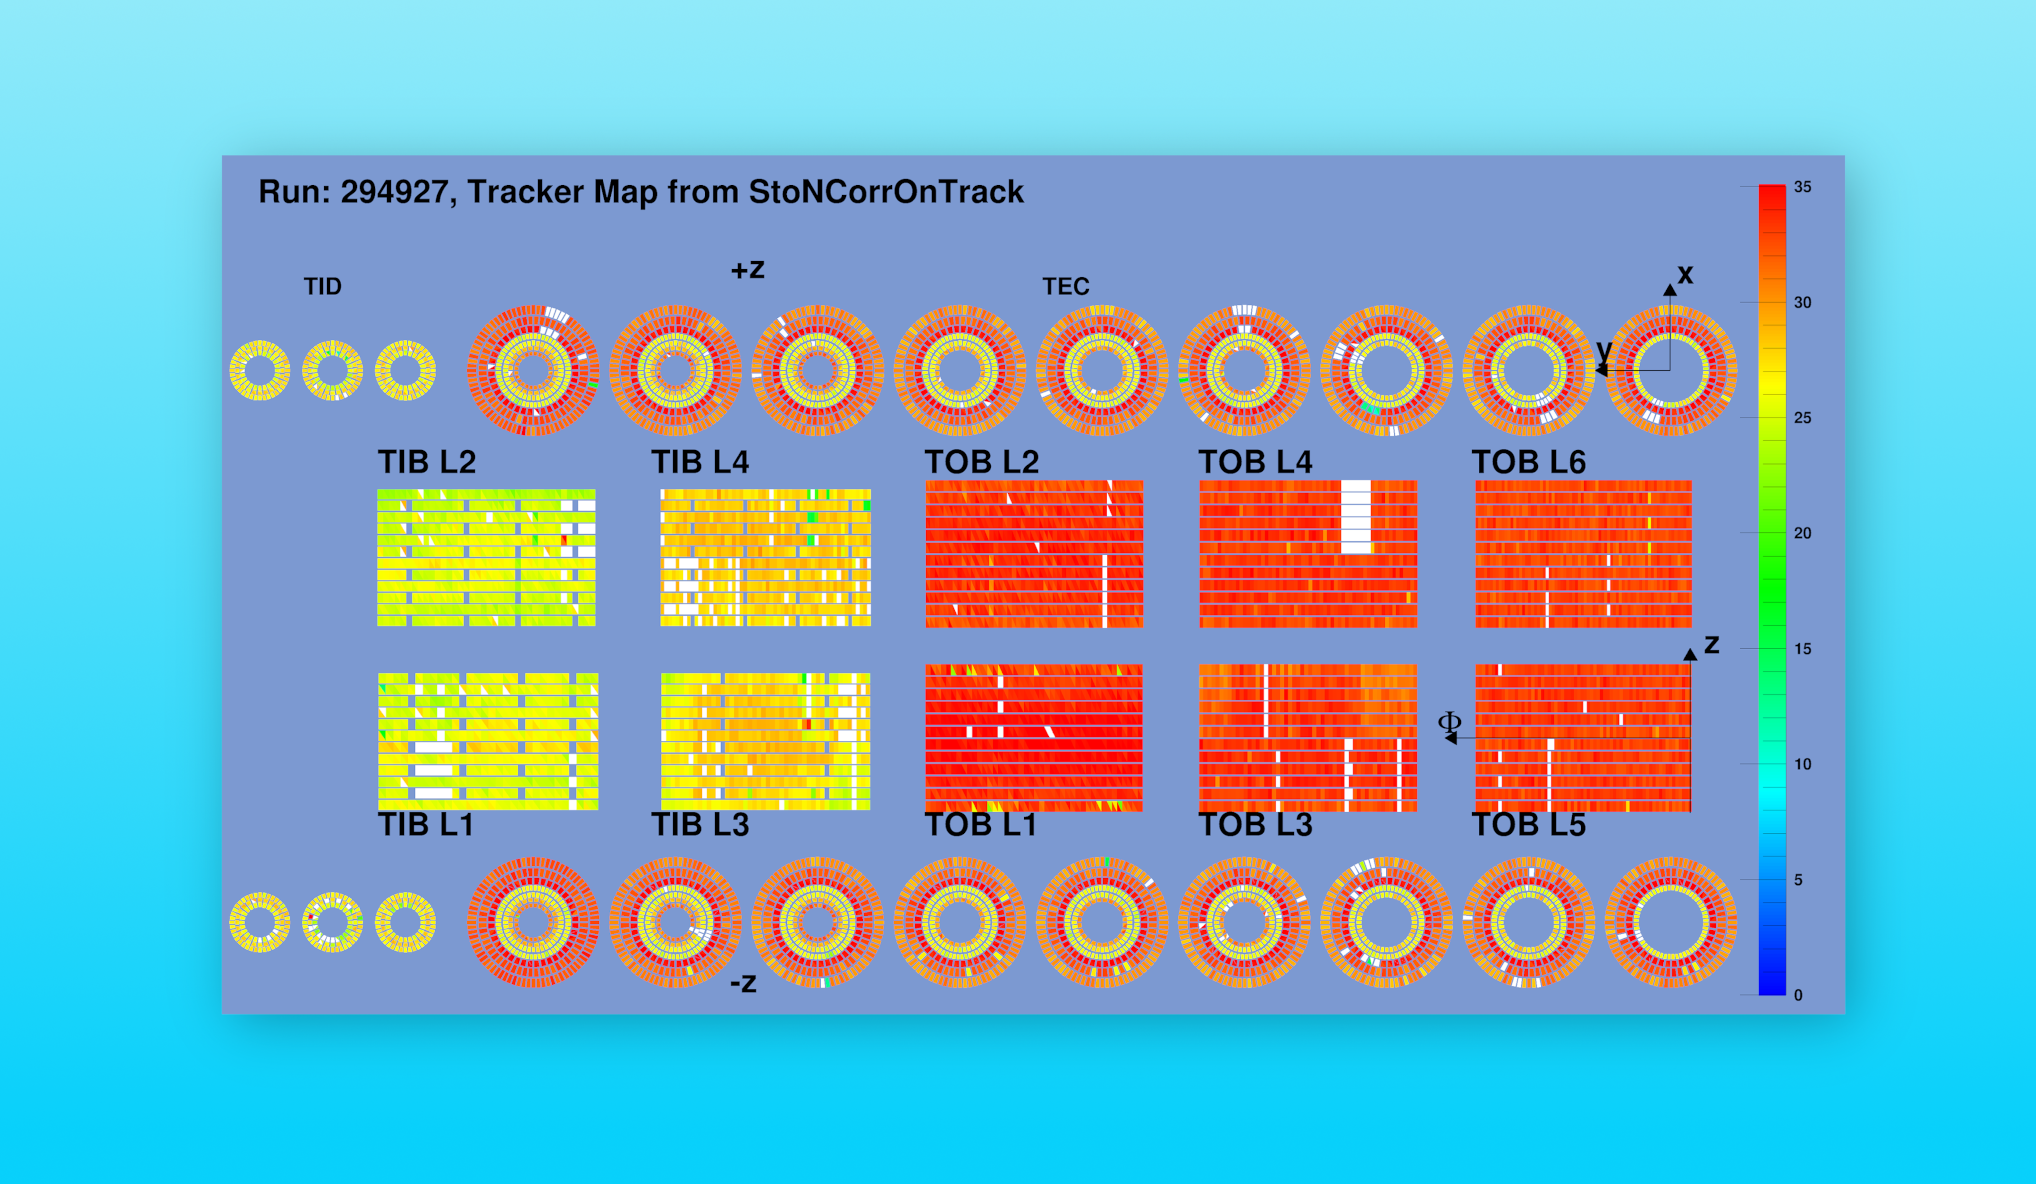 Run: 294927, Tracker Map from StoNCorrOnTrack
35
+z
TID
TEC
x
30
y
TIB L2
TIB L4
TOB L2
TOB L4
TOB L6
25
20
z
15
Φ
10
TIB L1
TIB L3
TOB L1
TOB L3
TOB L5
5
-z
0